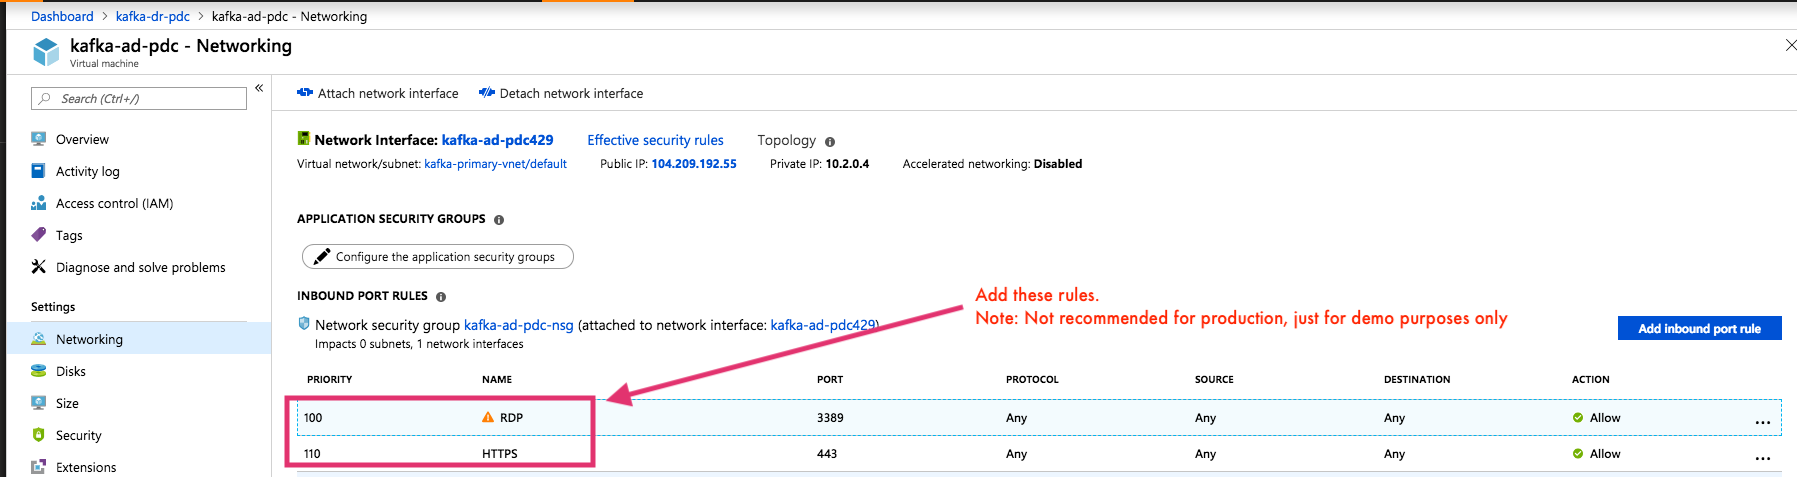 Dashboard > kafka-dr-pdc > kafka-ad-pdc - Networking
kafka-ad-pdc - Networking
Virtual machine
Search (Ctrl+/)
«
Overview
Activity log
Access control (IAM)
Tags
Diagnose and solve problems
Settings
Networking
Disks
Size
Security
Extensions
Attach network interface Detach network interface
Network Interface: kafka-ad-pdc429 Effective security rules Topology
Virtual network/subnet: kafka-primary-vnet/default Public IP: 104.209.192.55 Private IP: 10.2.0.4 Accelerated networking: Disabled
APPLICATION SECURITY GROUPS
Configure the application security groups
INBOUND PORT RULES
Add these rules.
Note: Not recommended for production, just for demo purposes only
Network security group kafka-ad-pdc-nsg (attached to network interface: kafka-ad-pdc429)
Impacts 0 subnets, 1 network interfaces
Add inbound port rule
PRIORITY NAME PORT PROTOCOL SOURCE DESTINATION ACTION
100 RDP 3389 Any Any Any Allow ...
110 HTTPS 443 Any Any Any Allow ...